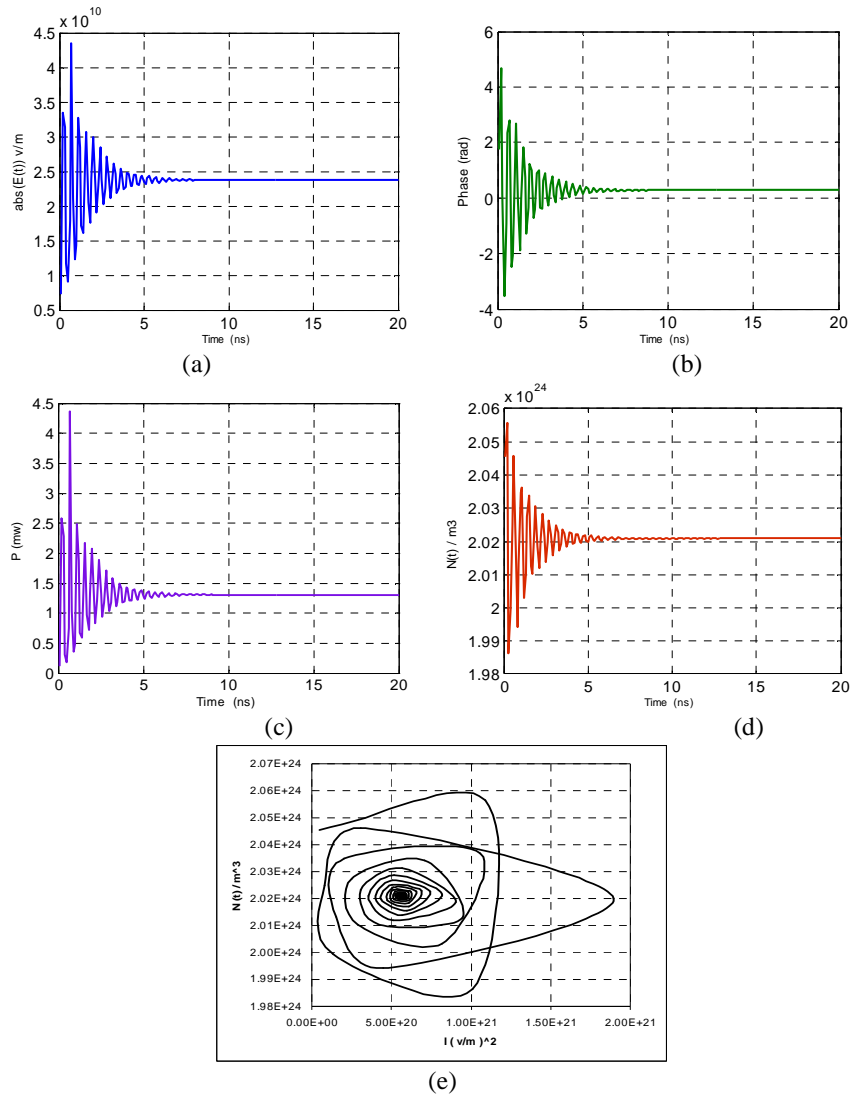 x 10^10
4.5
4
3.5
3
2.5
2
1.5
1
0.5
abs(E(t)) v/m
0 5 10 15 20
Time (ns)
(a)
6
4
2
0
-2
-4
Phase (rad)
0 5 10 15 20
Time (ns)
(b)
4.5
4
3.5
3
2.5
2
1.5
1
0.5
0
P (mw)
0 5 10 15 20
Time (ns)
(c)
x 10^24
2.06
2.05
2.04
2.03
2.02
2.01
2
1.99
1.98
N(t) / m3
0 5 10 15 20
Time (ns)
(d)
2.07E+24
2.06E+24
2.05E+24
2.04E+24
2.03E+24
2.02E+24
2.01E+24
2.00E+24
1.99E+24
1.98E+24
N(t)/m^3
0.00E+00 5.00E+20 1.00E+21 1.50E+21 2.00E+21
I ( v/m )^2
(e)